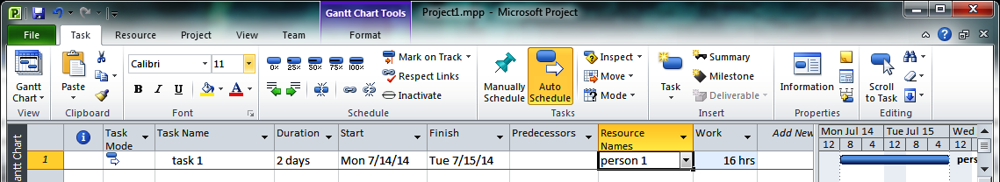 Gantt Chart Tools Project1.mpp - Microsoft Project
File Task Resource Project View Team Format
Gantt Chart
View
Paste
Clipboard
Calibri 11
B I U A
Font
0% 25% 50% 75% 100%
Mark on Track
Respect Links
Inactivate
Schedule
Manually Schedule
Auto Schedule
Inspect
Move
Mode
Tasks
Task
Summary
Milestone
Deliverable
Insert
Information
Properties
Scroll to Task
Editing
Gantt Chart
Task Mode Task Name Duration Start Finish Predecessors Resource Names Work Add New
Mon Jul 14 Tue Jul 15 Wed
12 8 4 12 8 4 12
1 task 1 2 days Mon 7/14/14 Tue 7/15/14 person 1 16 hrs